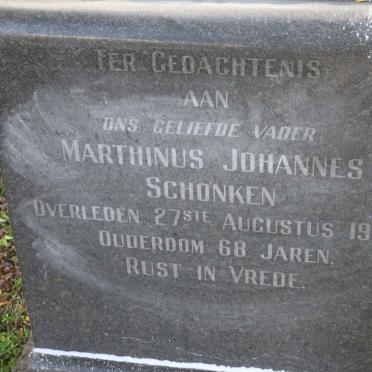 TER GEDACHTENIS
AAN
ONS GELIEFDE VADER
MARTHINUS JOHANNES
SCHONKEN
OVERLEDEN 27STE AUGUSTUS 19
OUDERDOM 68 JAREN.
RUST IN VREDE.